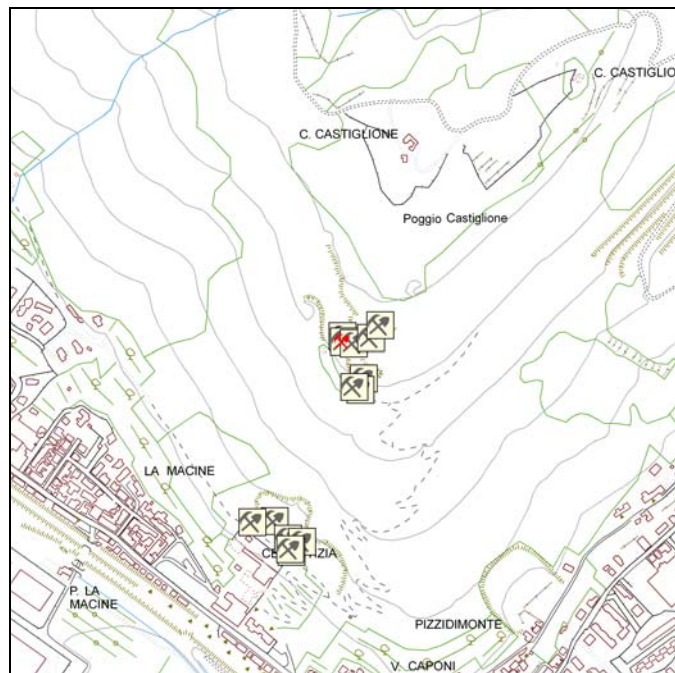 C. CASTIGLIO
C. CASTIGLIONE
Poggio Castiglione
LA MACINE
P. LA
MACINE
PIZZIDIMONTE
V. CAPONI